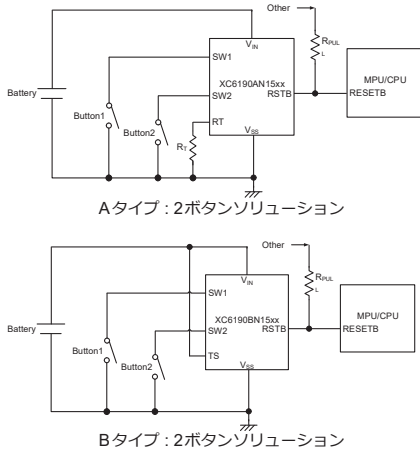 Other
VIN
RPUL
L
SW1
XC6190AN15xx
MPU/CPU
SW2
RSTB
RESETB
Battery
Button1
Button2
RT
RT
VSS
Aタイプ：2ボタンソリューション
Other
VIN
RPUL
L
SW1
XC6190BN15xx
MPU/CPU
SW2
RSTB
RESETB
Battery
Button1
Button2
TS
VSS
Bタイプ：2ボタンソリューション